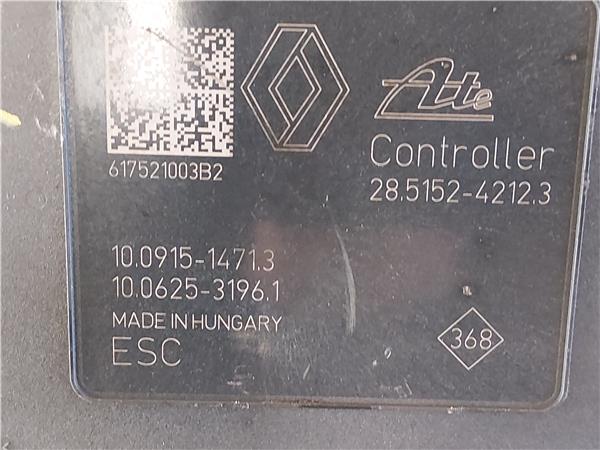 Ate
617521003B2
Controller
28.5152-4212.3
10.0915-1471.3
10.0625-3196.1
MADE IN HUNGARY
ESC
368